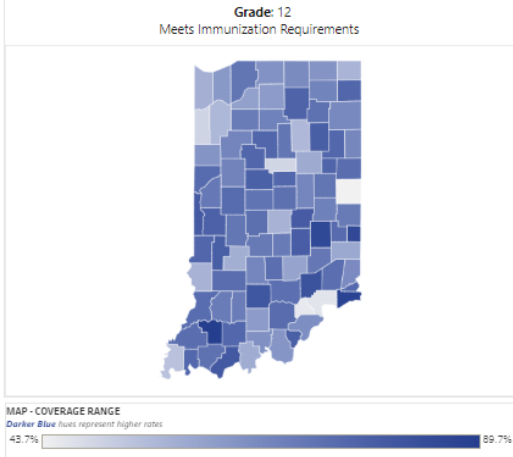 Grade: 12
Meets Immunization Requirements
MAP - COVERAGE RANGE
Darker Blue hues represent higher rates
43.7% 89.7%